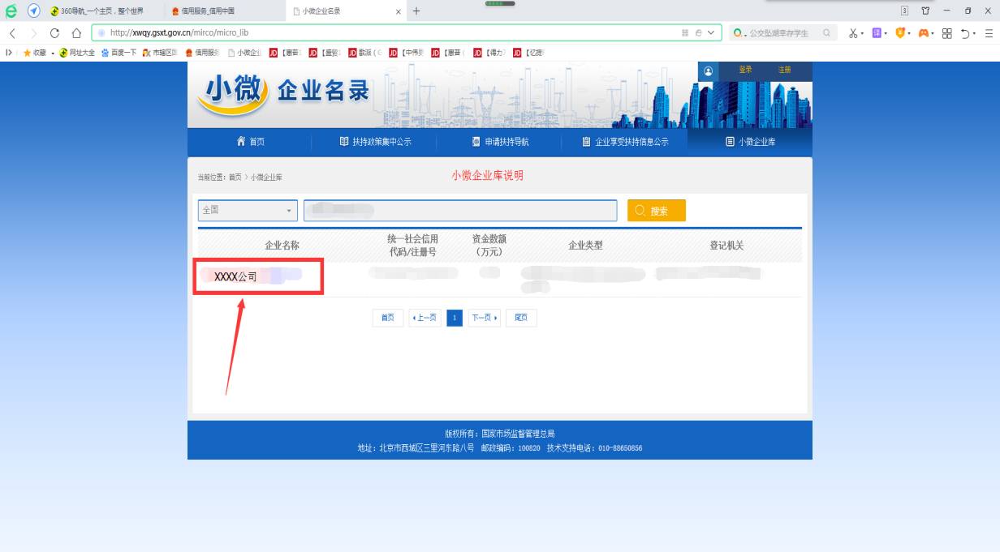 360导航_一个主页，整个世界
信用服务_信用中国
小微企业名录
3
http://xwqy.gsxt.gov.cn/mirco/micro_lib
公交坠湖幸存学生
译
收藏
网址大全
百度一下
市辖区区
信用服务
小微企业
JD【惠普
JD【盛贸
JD 歌派（
JD【中伟
JD【惠普（
JD【得力
JD【亿捷
登录
注册
小微 企业名录
首页
扶持政策集中公示
申请扶持导航
企业享受扶持信息公示
小微企业库
当前位置：首页 > 小微企业库
小微企业库说明
全国
搜索
企业名称
统一社会信用
代码/注册号
资金数额
（万元）
企业类型
登记机关
XXXX公司
首页
上一页
1
下一页
尾页
版权所有：国家市场监督管理总局
地址：北京市西城区三里河东路八号 邮政编码：100820 技术支持电话：010-88650856